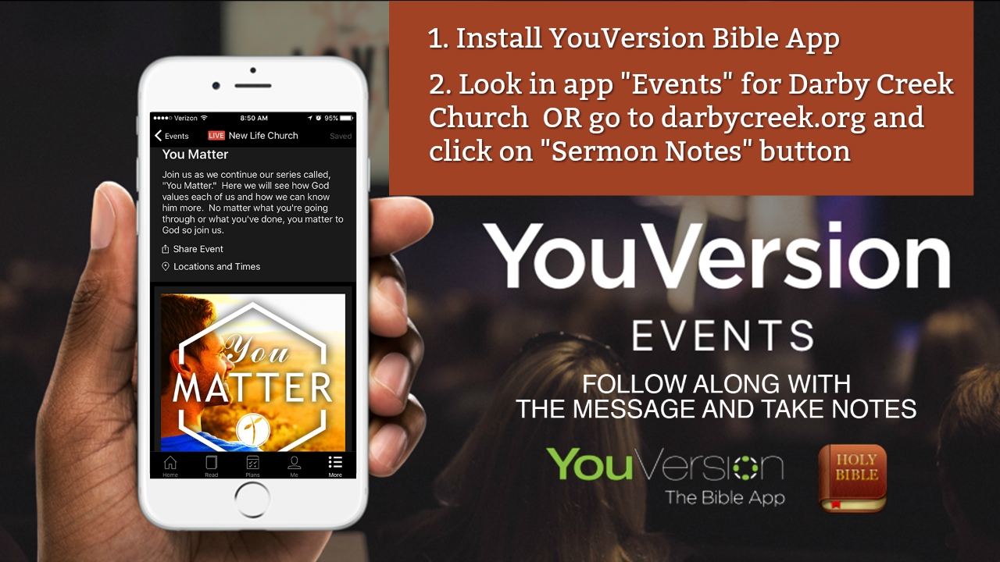 1. Install YouVersion Bible App
2. Look in app "Events" for Darby Creek
Church OR go to darbycreek.org and
click on "Sermon Notes" button
Verizon 8:50 AM 95%
Events LIVE New Life Church Saved
You Matter
Join us as we continue our series called,
"You Matter." Here we will see how God
values each of us and how we can know
him more. No matter what you're going
through or what you've done, you matter to
God so join us.
Share Event
Locations and Times
You
MATTER
Home Read Plans Me More
YouVersion
EVENTS
FOLLOW ALONG WITH
THE MESSAGE AND TAKE NOTES
YouVersion
The Bible App
HOLY
BIBLE